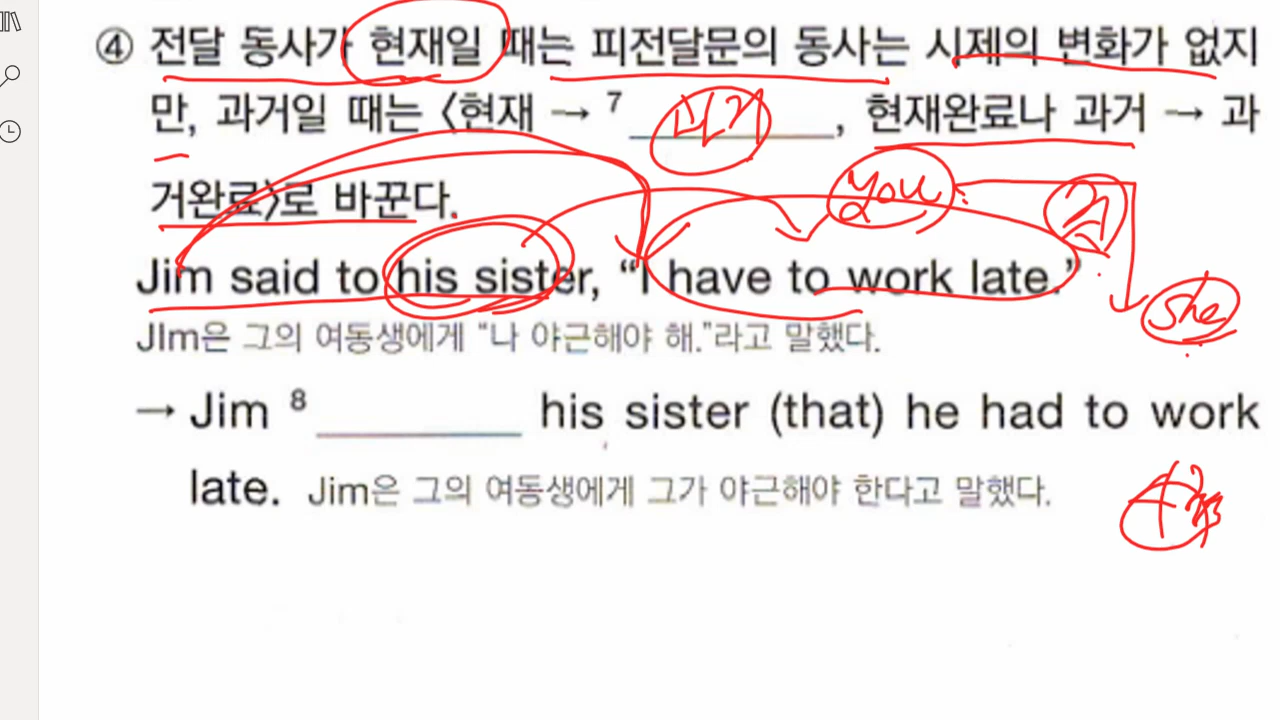 ④ 전달 동사가 현재일 때는 피전달문의 동사는 시제의 변화가 없지
만, 과거일 때는 〈현재 → 7 과거, 현재완료나 과거 → 과
거완료〉로 바꾼다.
you
Jim said to his sister, “I have to work late.”
she
JIm은 그의 여동생에게 “나 야근해야 해.”라고 말했다.
→ Jim 8 ________ his sister (that) he had to work
late. Jim은 그의 여동생에게 그가 야근해야 한다고 말했다.